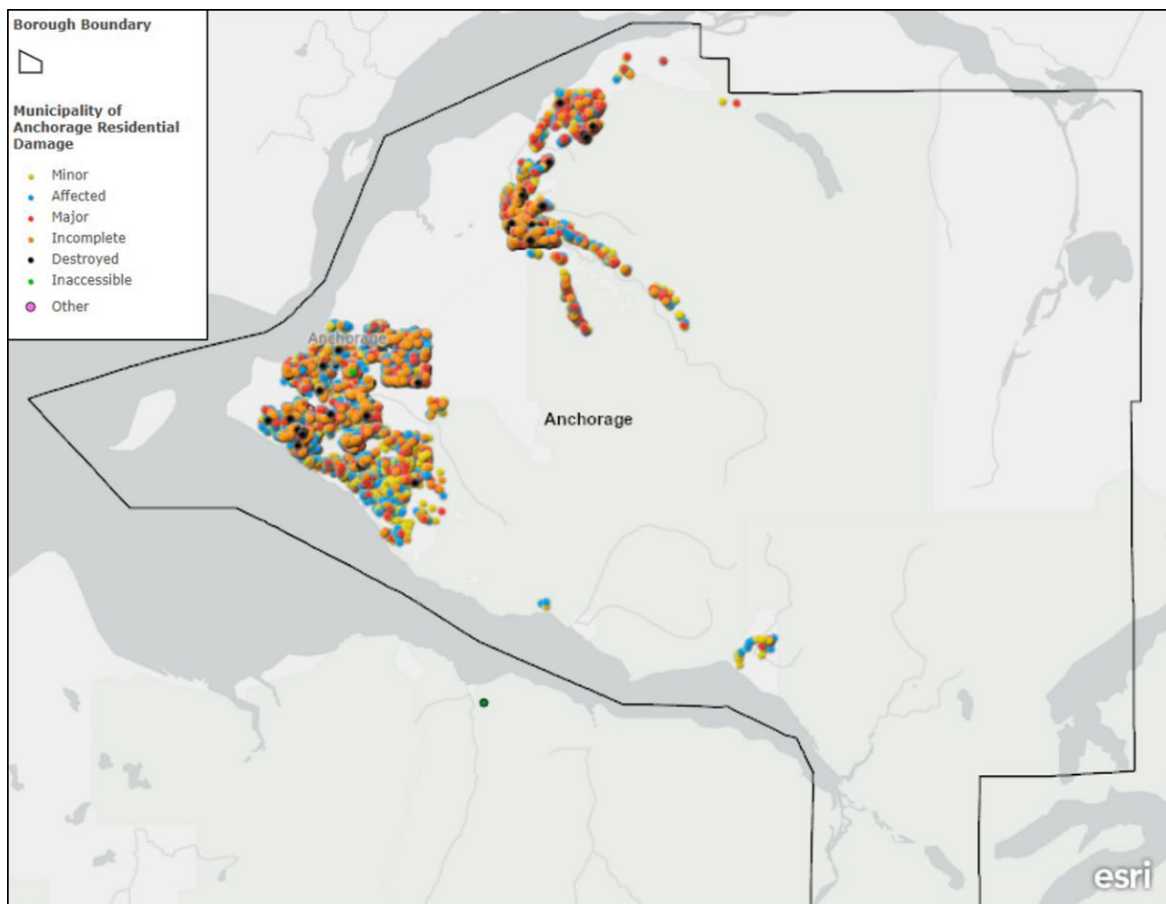 Borough Boundary
Municipality of
Anchorage Residential
Damage
Minor
Affected
Major
Incomplete
Destroyed
Inaccessible
Other
Anchorage
Anchorage
esri